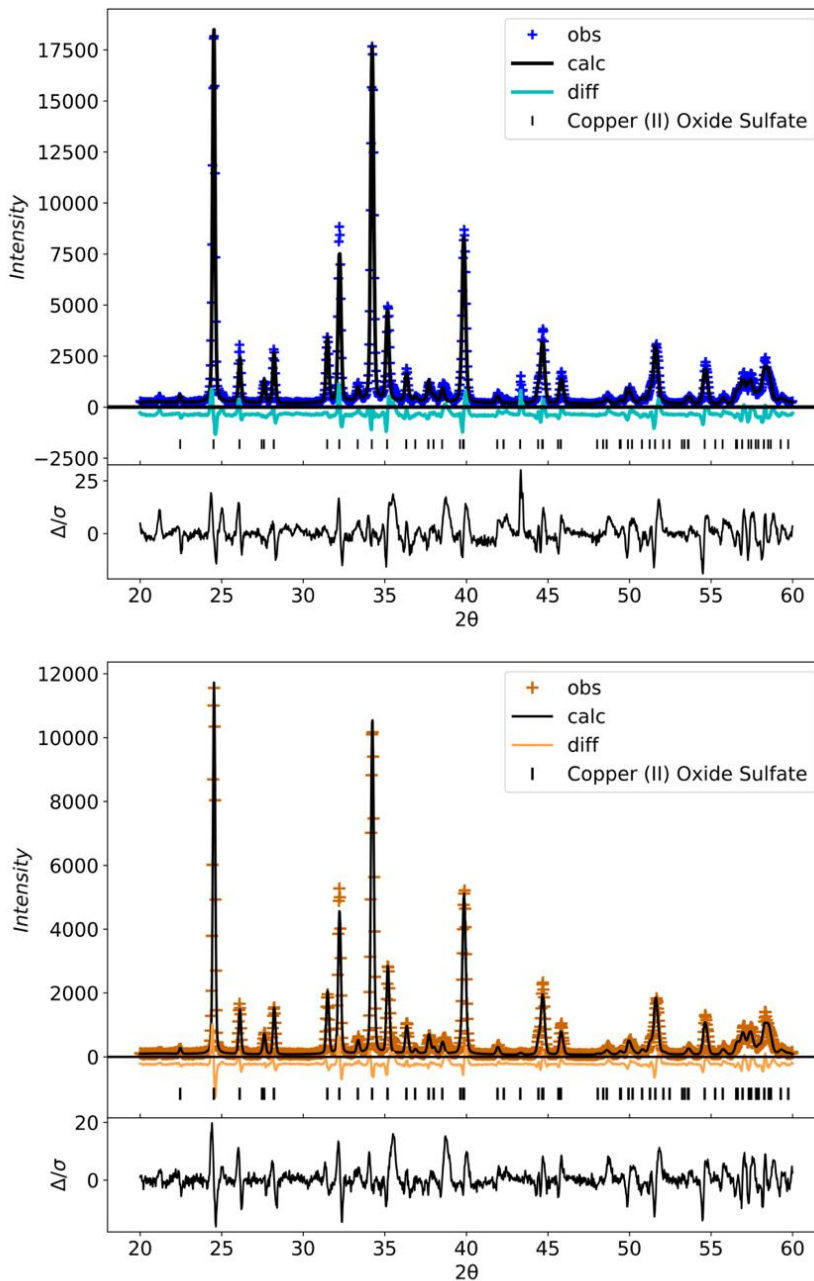 17500
15000
12500
10000
7500
5000
2500
0
−2500
Intensity
obs
calc
diff
Copper (II) Oxide Sulfate
25
0
Δ/σ
20 25 30 35 40 45 50 55 60
2θ
12000
10000
8000
6000
4000
2000
0
Intensity
obs
calc
diff
Copper (II) Oxide Sulfate
20
0
Δ/σ
20 25 30 35 40 45 50 55 60
2θ